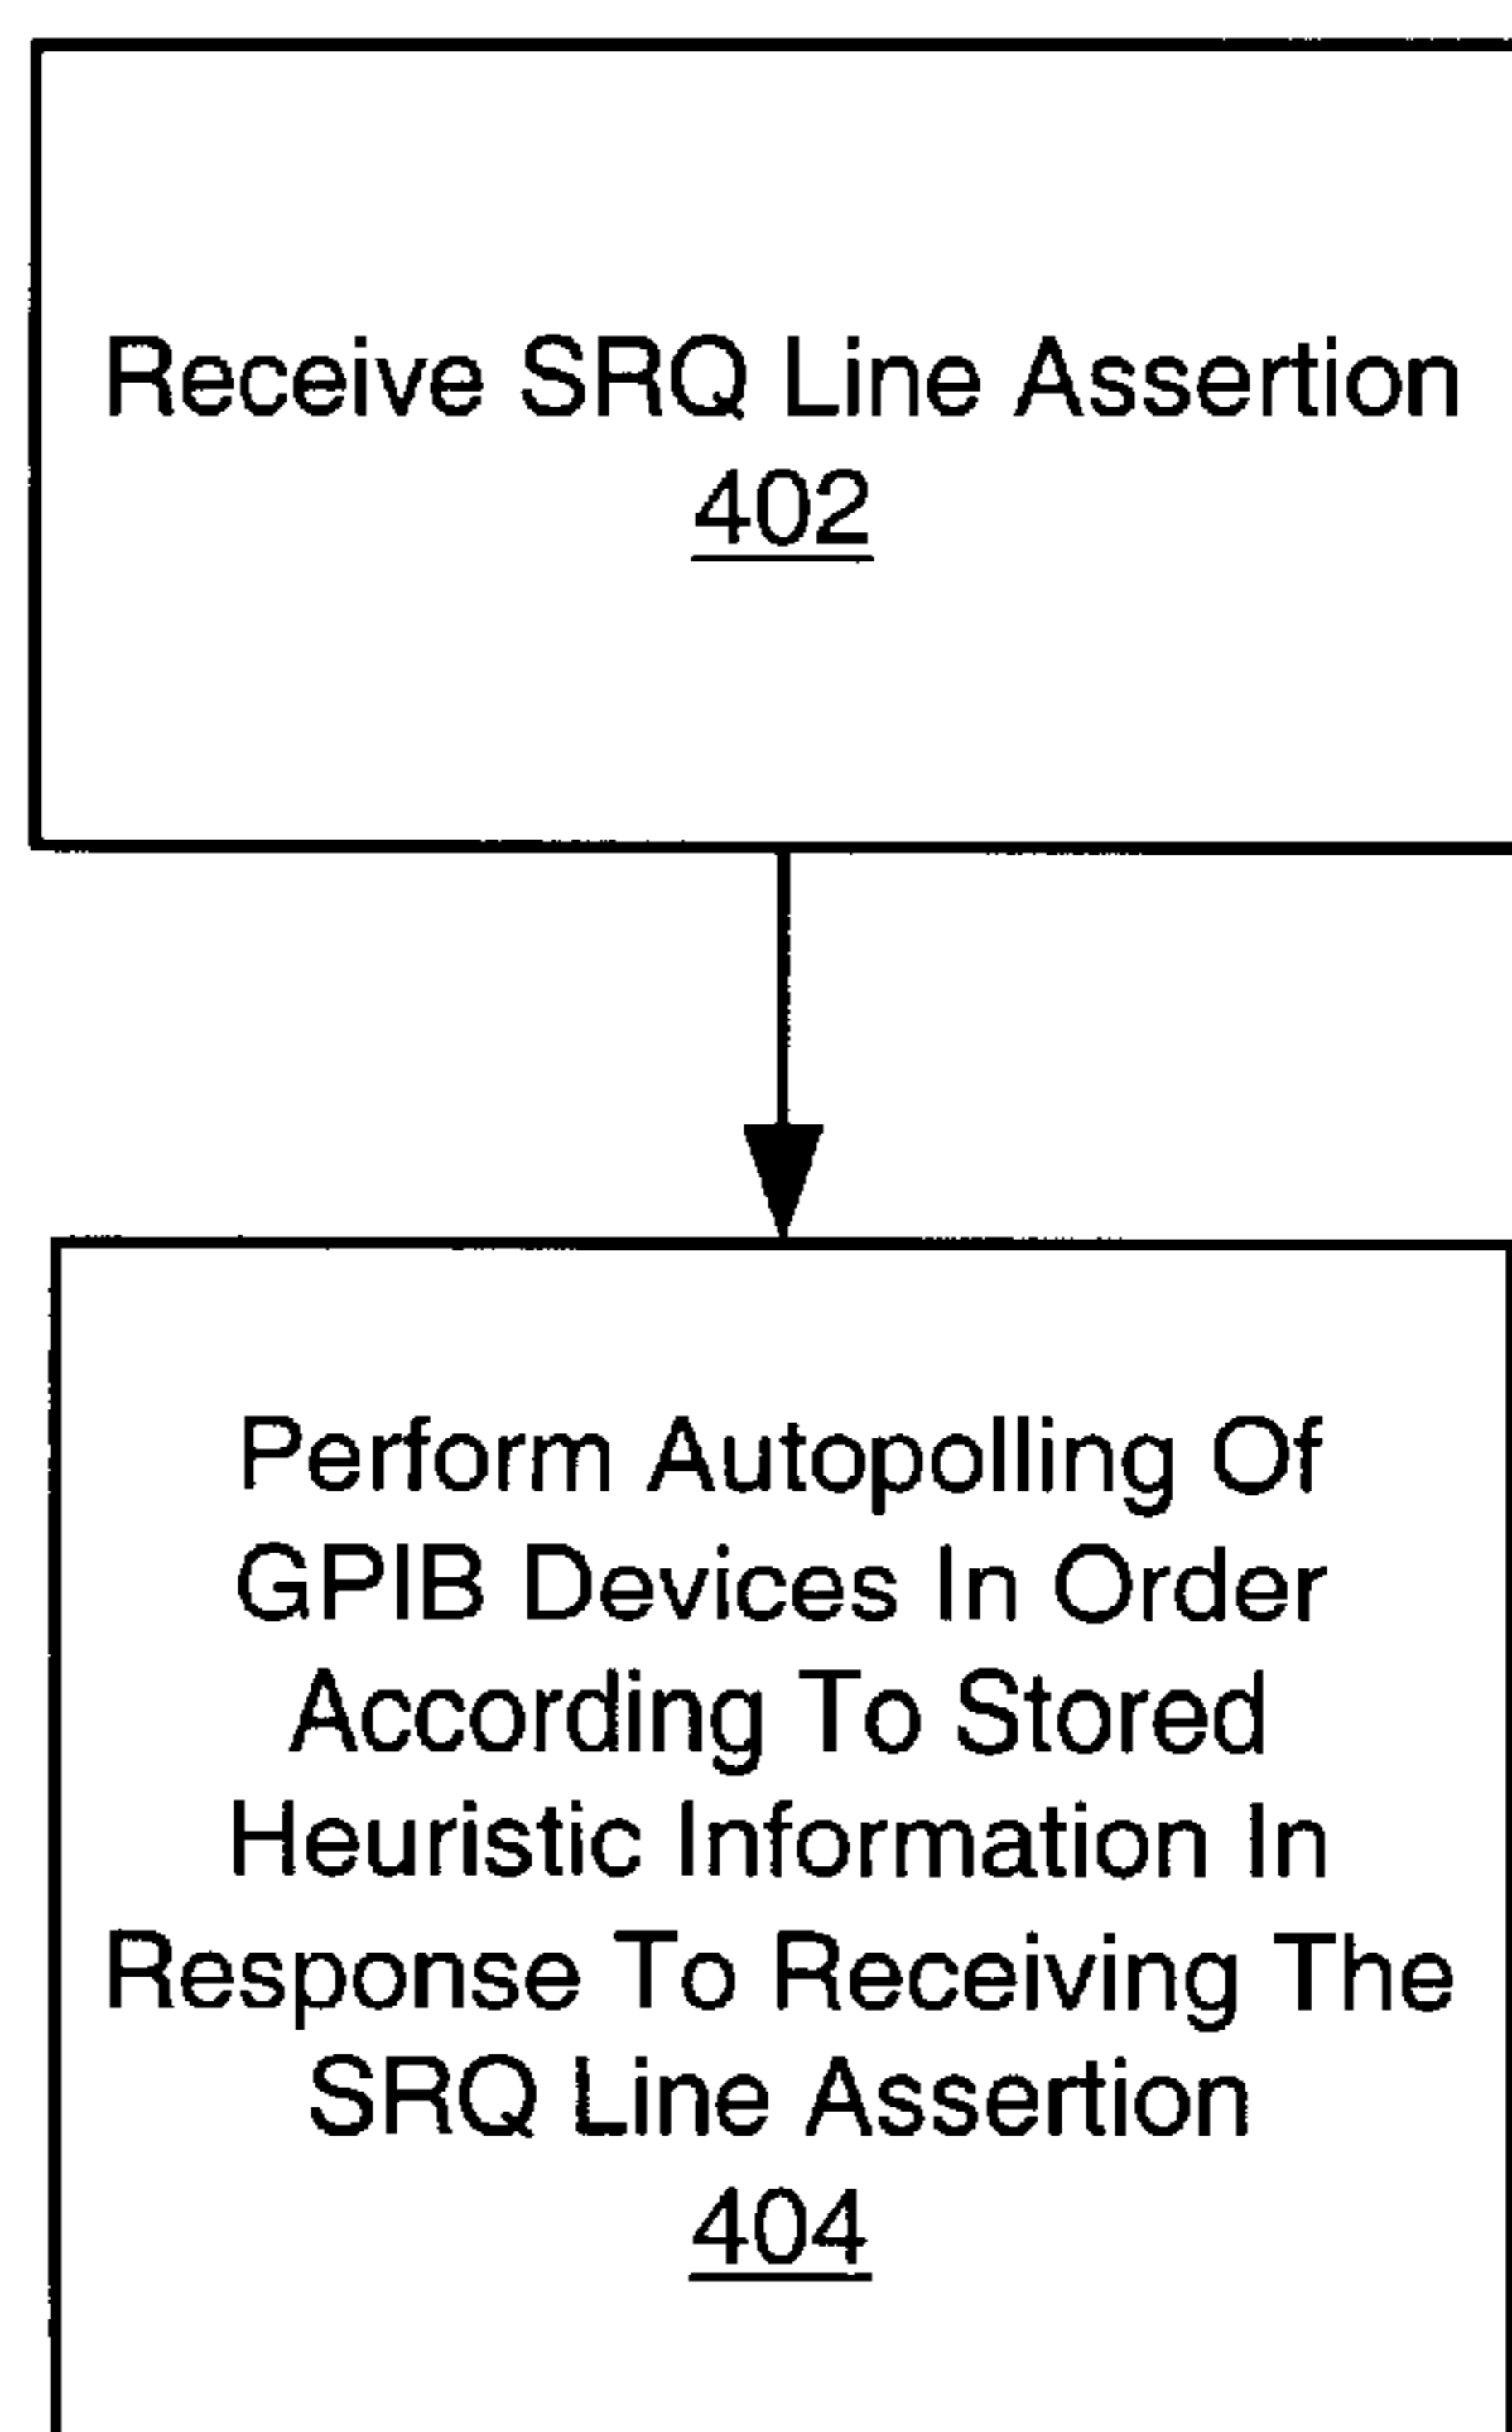 Receive SRQ Line Assertion
402
Perform Autopolling Of
GPIB Devices In Order
According To Stored
Heuristic Information In
Response To Receiving The
SRQ Line Assertion
404